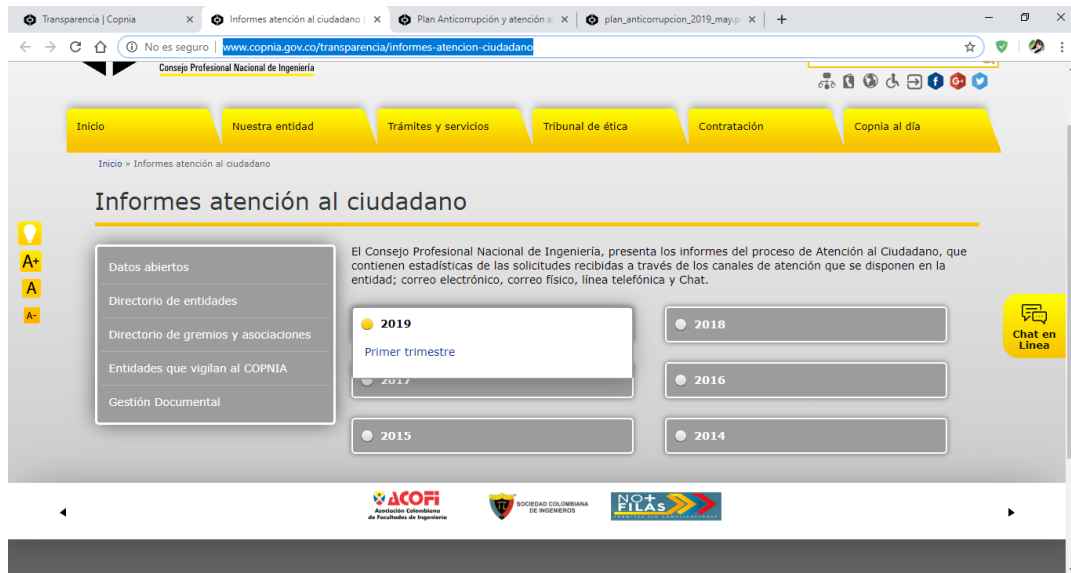 Transparencia | Copnia
Informes atención al ciudadano |
Plan Anticorrupción y atención al
plan_anticorrupcion_2019_may.p
No es seguro | www.copnia.gov.co/transparencia/informes-atencion-ciudadano
Consejo Profesional Nacional de Ingeniería
Inicio
Nuestra entidad
Trámites y servicios
Tribunal de ética
Contratación
Copnia al día
Inicio » Informes atención al ciudadano
Informes atención al ciudadano
A+
A
A-
Datos abiertos
Directorio de entidades
Directorio de gremios y asociaciones
Entidades que vigilan al COPNIA
Gestión Documental
El Consejo Profesional Nacional de Ingeniería, presenta los informes del proceso de Atención al Ciudadano, que
contienen estadísticas de las solicitudes recibidas a través de los canales de atención que se disponen en la
entidad; correo electrónico, correo físico, línea telefónica y Chat.
2019
Primer trimestre
2018
2017
2016
2015
2014
Chat en
Linea
ACOFI
Asociación Colombiana
de Facultades de Ingeniería
SOCIEDAD COLOMBIANA
DE INGENIEROS
NO+
FILAS